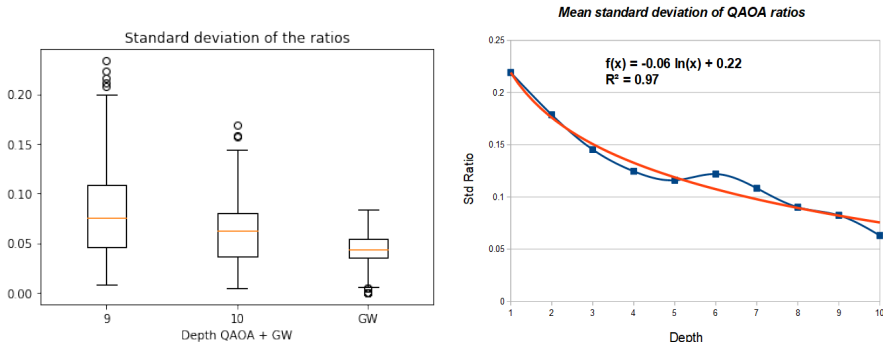 Standard deviation of the ratios
0.20
0.15
0.10
0.05
0.00
9
10
GW
Depth QAOA + GW
Mean standard deviation of QAOA ratios
f(x) = -0.06 ln(x) + 0.22
R² = 0.97
0.25
0.2
0.15
0.1
0.05
0
Std Ratio
1
2
3
4
5
6
7
8
9
10
Depth